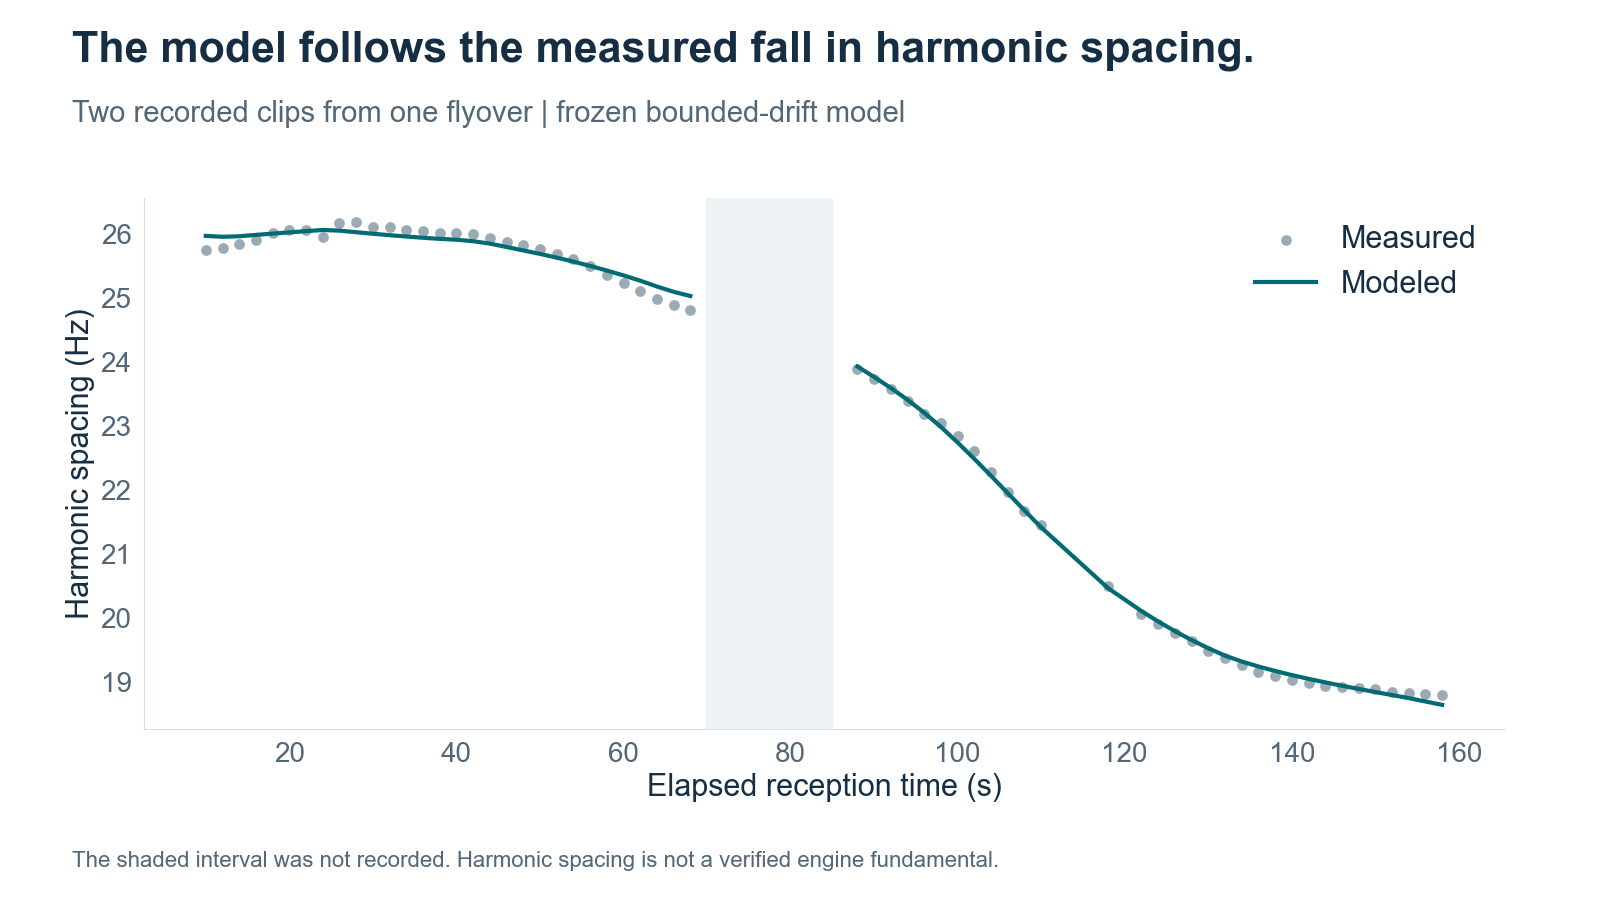 The model follows the measured fall in harmonic spacing.
Two recorded clips from one flyover | frozen bounded-drift model
Measured
Modeled
Harmonic spacing (Hz)
26
25
24
23
22
21
20
19
20 40 60 80 100 120 140 160
Elapsed reception time (s)
The shaded interval was not recorded. Harmonic spacing is not a verified engine fundamental.